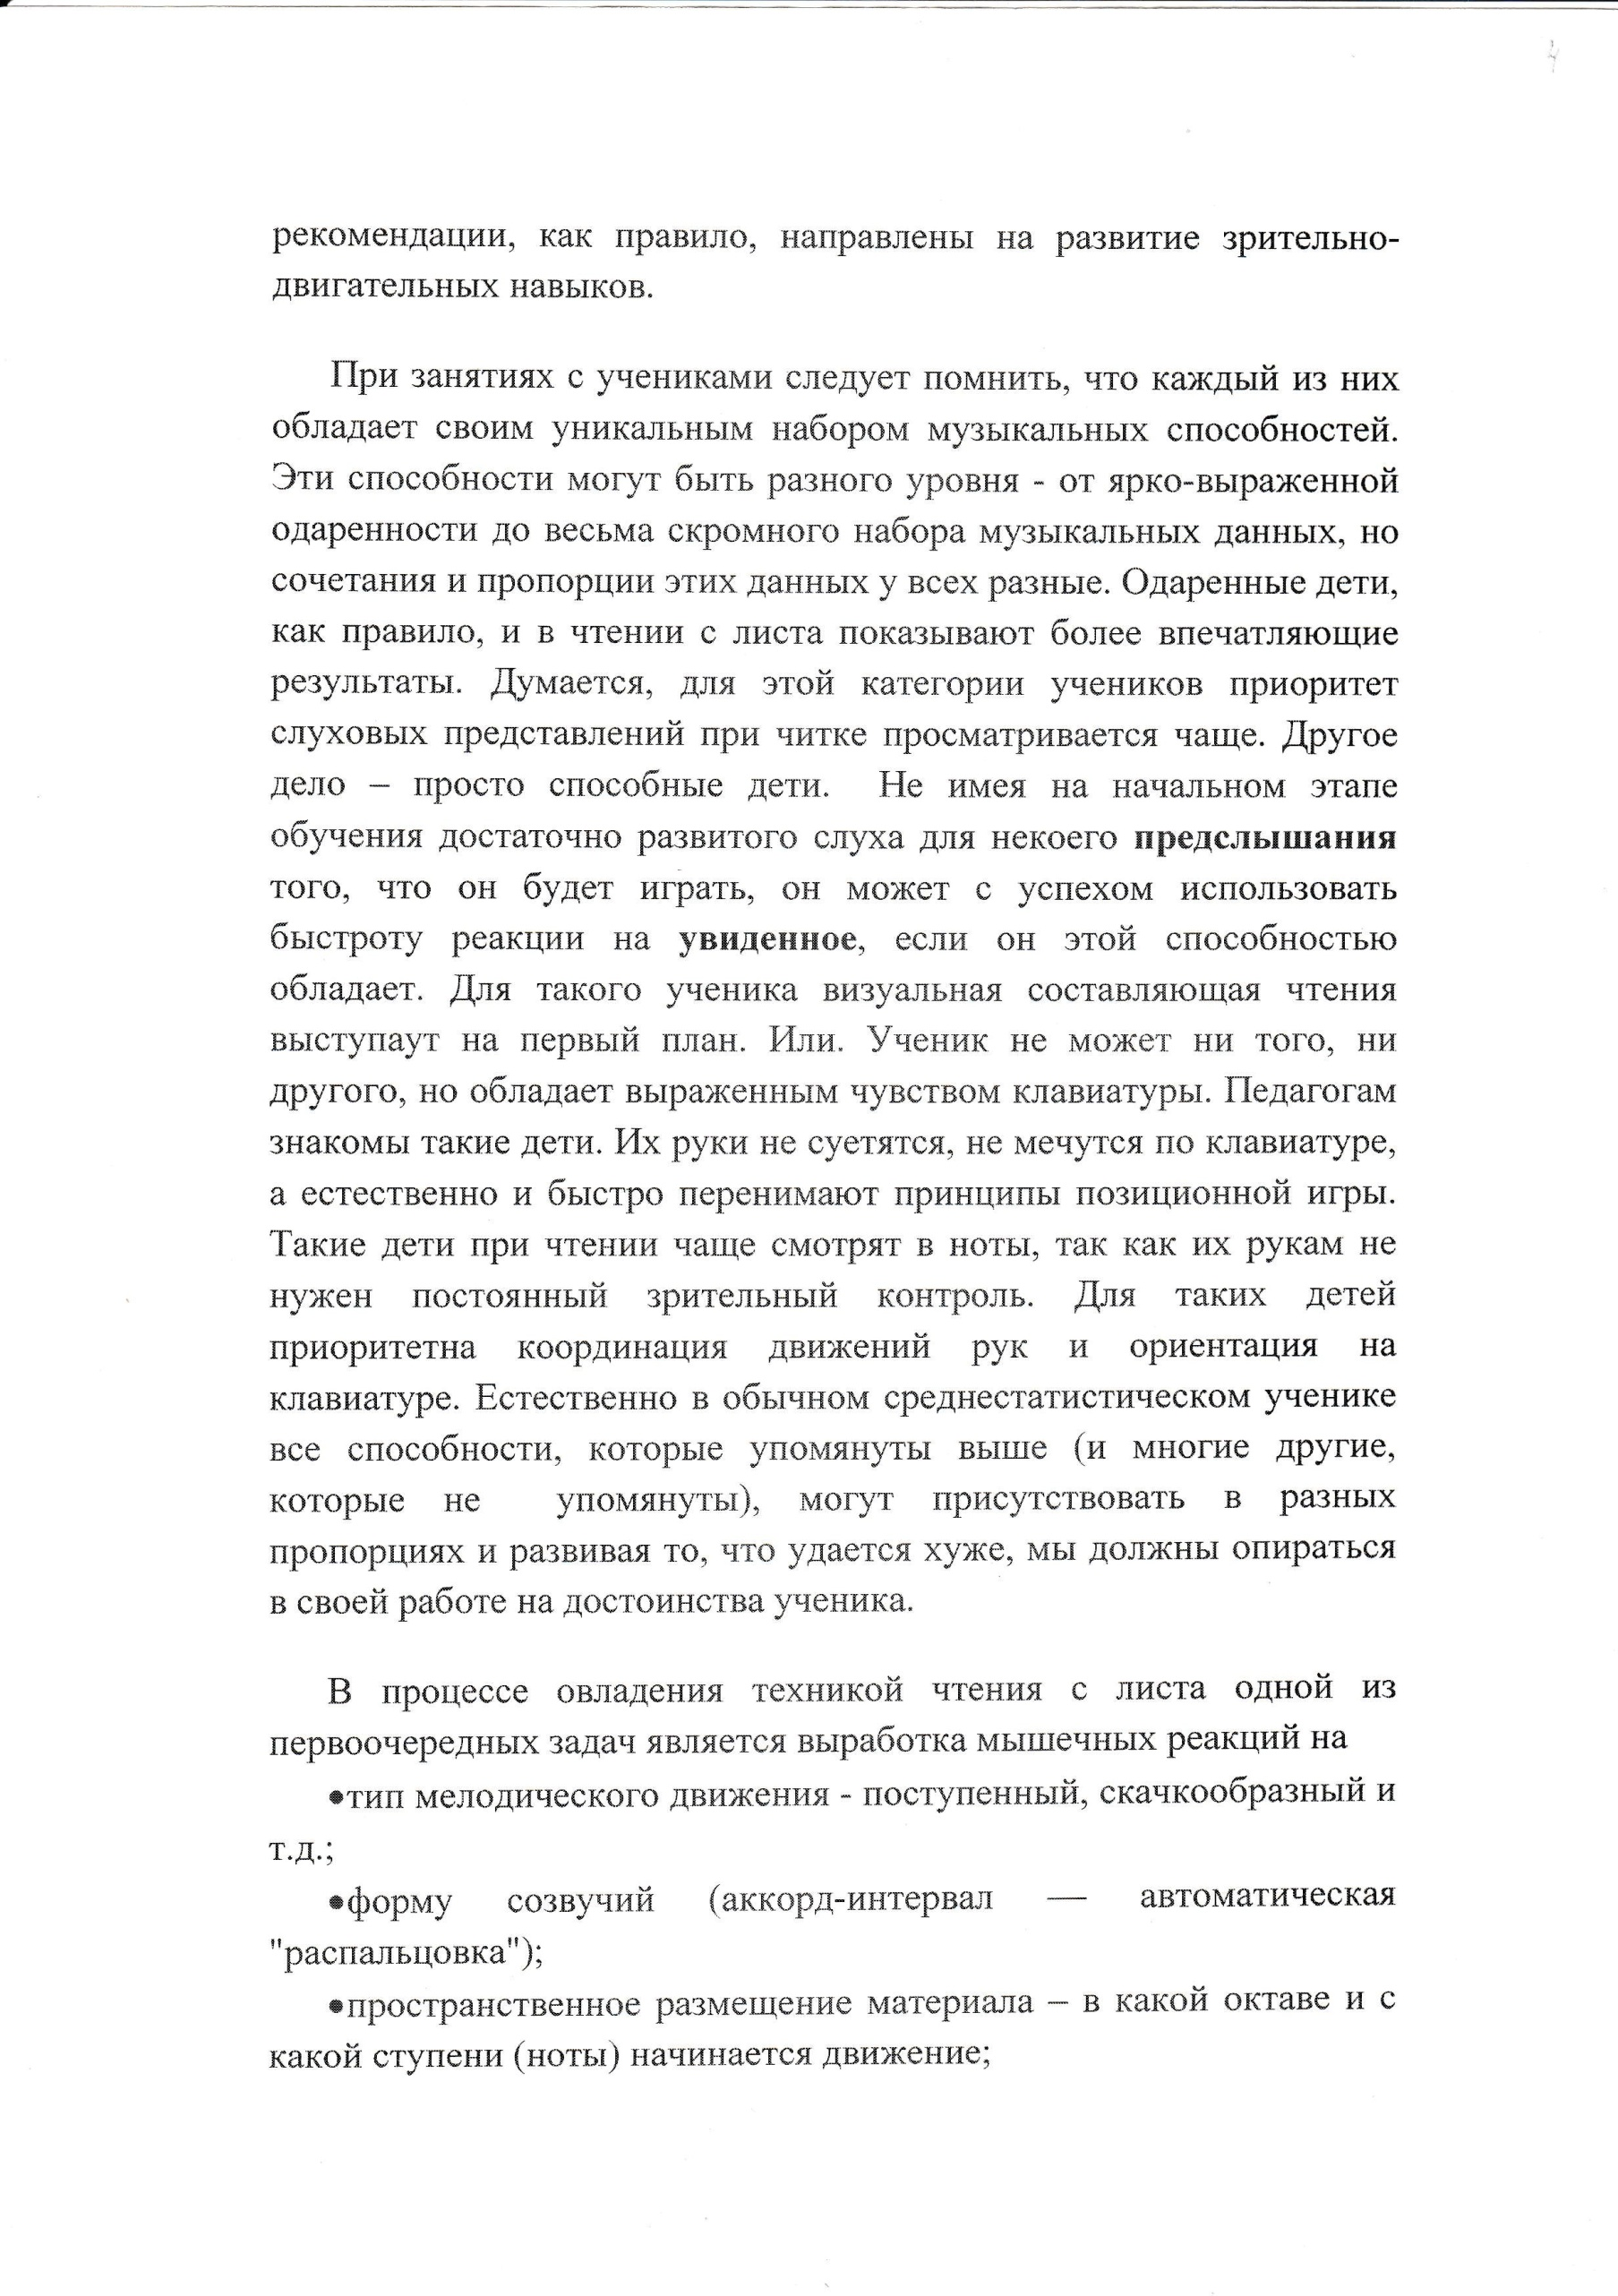 4
рекомендации, как правило, направлены на развитие зрительно-
двигательных навыков.
При занятиях с учениками следует помнить, что каждый из них
обладает своим уникальным набором музыкальных способностей.
Эти способности могут быть разного уровня - от ярко-выраженной
одаренности до весьма скромного набора музыкальных данных, но
сочетания и пропорции этих данных у всех разные. Одаренные дети,
как правило, и в чтении с листа показывают более впечатляющие
результаты. Думается, для этой категории учеников приоритет
слуховых представлений при читке просматривается чаще. Другое
дело – просто способные дети. Не имея на начальном этапе
обучения достаточно развитого слуха для некоего предслышания
того, что он будет играть, он может с успехом использовать
быстроту реакции на увиденное, если он этой способностью
обладает. Для такого ученика визуальная составляющая чтения
выступаут на первый план. Или. Ученик не может ни того, ни
другого, но обладает выраженным чувством клавиатуры. Педагогам
знакомы такие дети. Их руки не суетятся, не мечутся по клавиатуре,
а естественно и быстро перенимают принципы позиционной игры.
Такие дети при чтении чаще смотрят в ноты, так как их рукам не
нужен постоянный зрительный контроль. Для таких детей
приоритетна координация движений рук и ориентация на
клавиатуре. Естественно в обычном среднестатистическом ученике
все способности, которые упомянуты выше (и многие другие,
которые не упомянуты), могут присутствовать в разных
пропорциях и развивая то, что удается хуже, мы должны опираться
в своей работе на достоинства ученика.
В процессе овладения техникой чтения с листа одной из
первоочередных задач является выработка мышечных реакций на
•тип мелодического движения - поступенный, скачкообразный и
т.д.;
•форму созвучий (аккорд-интервал — автоматическая
"распальцовка");
•пространственное размещение материала – в какой октаве и с
какой ступени (ноты) начинается движение;